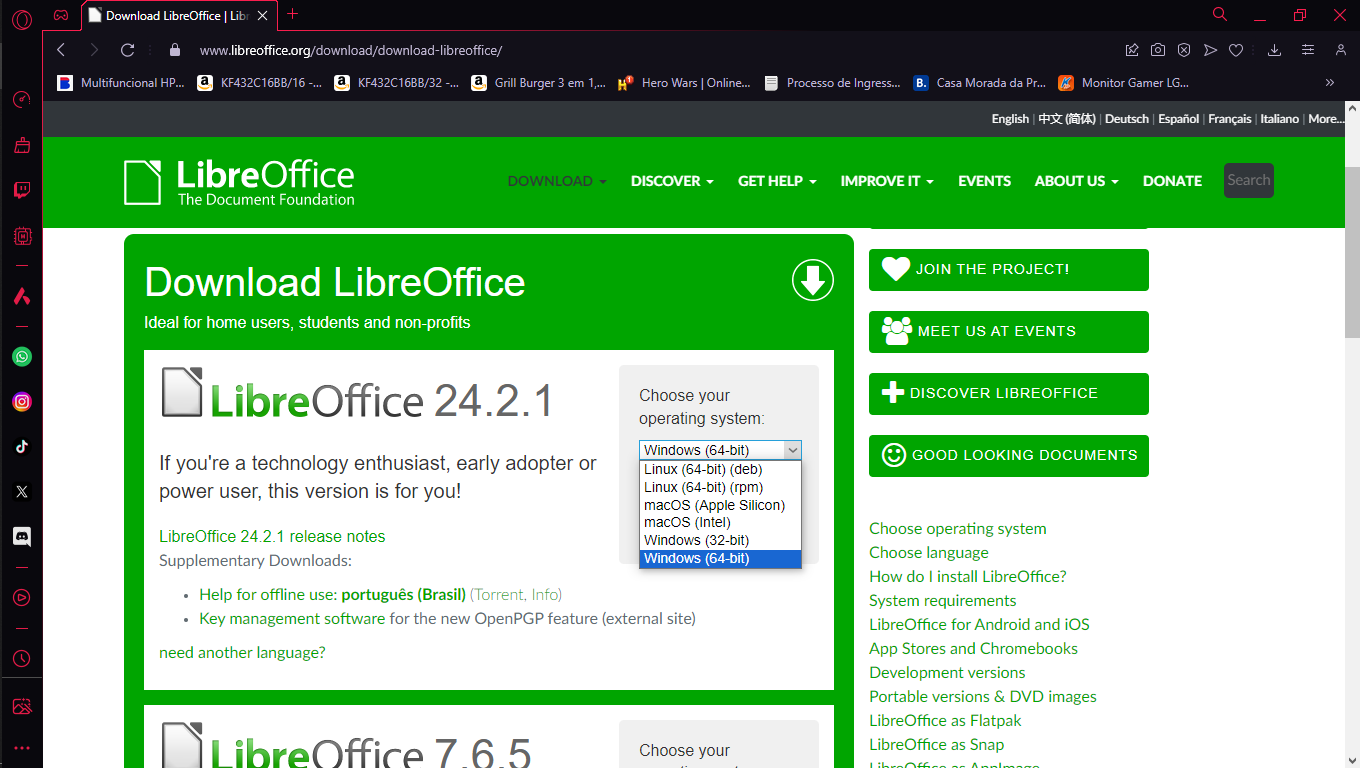 Download LibreOffice | Libr
www.libreoffice.org/download/download-libreoffice/
Multifuncional HP...
KF432C16BB/16 -...
KF432C16BB/32 -...
Grill Burger 3 em 1,...
Hero Wars | Online...
Processo de Ingress...
Casa Morada da Pr...
Monitor Gamer LG...
English | 中文 (简体) | Deutsch | Español | Français | Italiano | More...
LibreOffice
The Document Foundation
DOWNLOAD
DISCOVER
GET HELP
IMPROVE IT
EVENTS
ABOUT US
DONATE
Search
Download LibreOffice
Ideal for home users, students and non-profits
LibreOffice 24.2.1
If you're a technology enthusiast, early adopter or
power user, this version is for you!
LibreOffice 24.2.1 release notes
Supplementary Downloads:
• Help for offline use: português (Brasil) (Torrent, Info)
• Key management software for the new OpenPGP feature (external site)
need another language?
Choose your
operating system:
Windows (64-bit)
Linux (64-bit) (deb)
Linux (64-bit) (rpm)
macOS (Apple Silicon)
macOS (Intel)
Windows (32-bit)
Windows (64-bit)
LibreOffice 7.6.5
Choose your
JOIN THE PROJECT!
MEET US AT EVENTS
DISCOVER LIBREOFFICE
GOOD LOOKING DOCUMENTS
Choose operating system
Choose language
How do I install LibreOffice?
System requirements
LibreOffice for Android and iOS
App Stores and Chromebooks
Development versions
Portable versions & DVD images
LibreOffice as Flatpak
LibreOffice as Snap
LibreOffice as AppImage